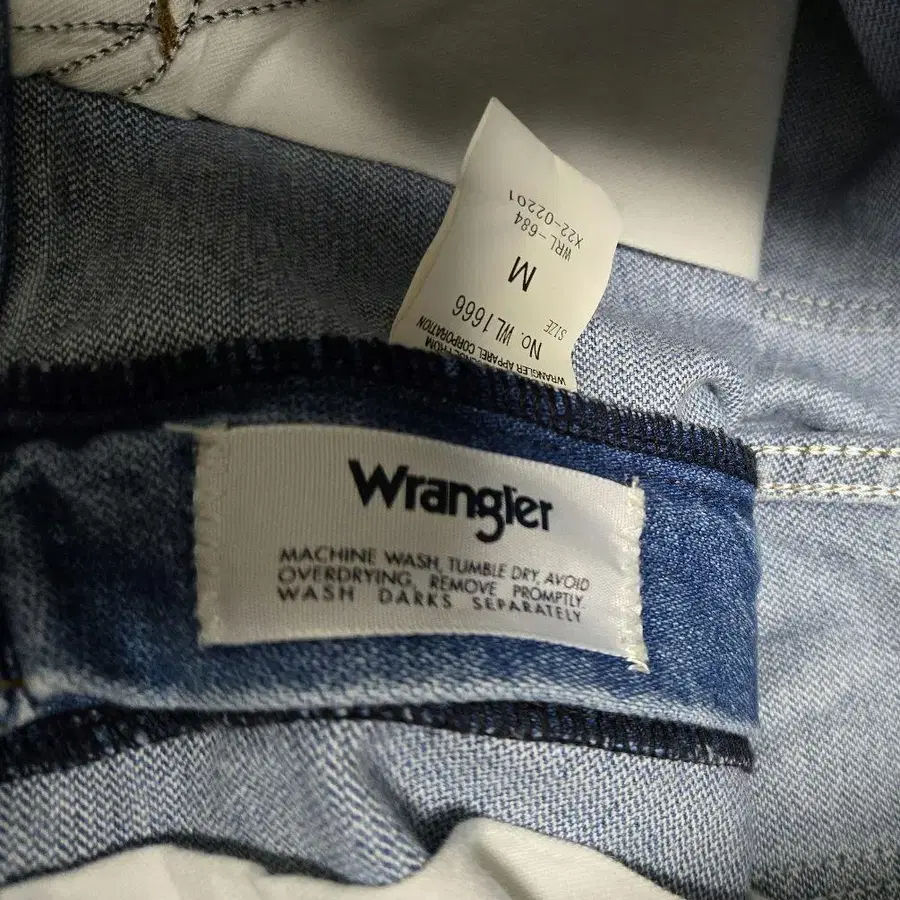 Wrangler
MACHINE WASH, TUMBLE DRY, AVOID
OVERDRYING, REMOVE PROMPTLY
WASH DARKS SEPARATELY
WRANGLER APPAREL CORPORATION
No. WL1666
SIZE
M
WRL-684
X22-02201